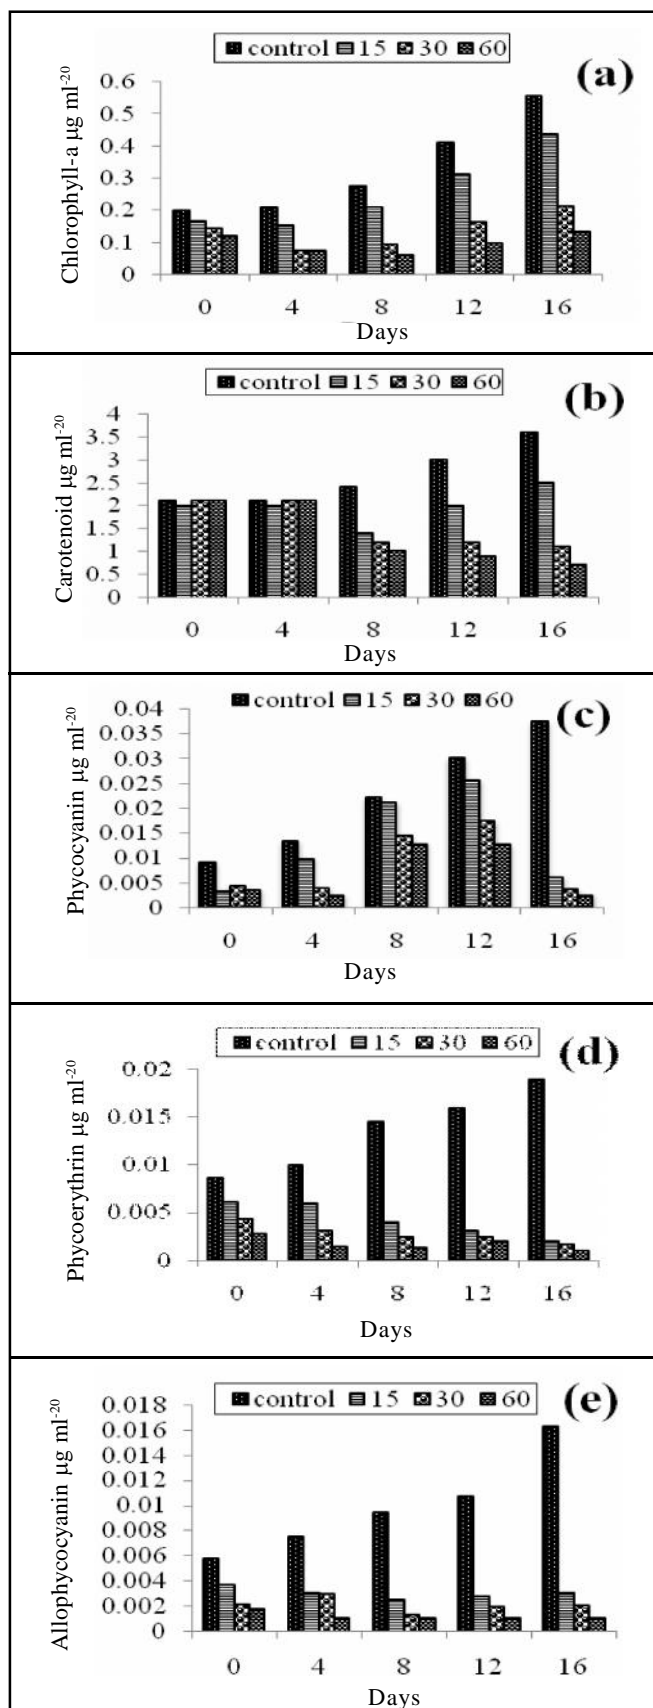 control 15 30 60
(a)
Chlorophyll-a µg ml-20
0.6
0.5
0.4
0.3
0.2
0.1
0
0 4 8 12 16
Days
control 15 30 60
(b)
Carotenoid µg ml-20
4
3.5
3
2.5
2
1.5
1
0.5
0
0 4 8 12 16
Days
control 15 30 60
(c)
Phycocyanin µg ml-20
0.04
0.035
0.03
0.025
0.02
0.015
0.01
0.005
0
0 4 8 12 16
Days
control 15 30 60
(d)
Phycoerythrin µg ml-20
0.02
0.015
0.01
0.005
0
0 4 8 12 16
Days
control 15 30 60
(e)
Allophycocyanin µg ml-20
0.018
0.016
0.014
0.012
0.01
0.008
0.006
0.004
0.002
0
0 4 8 12 16
Days